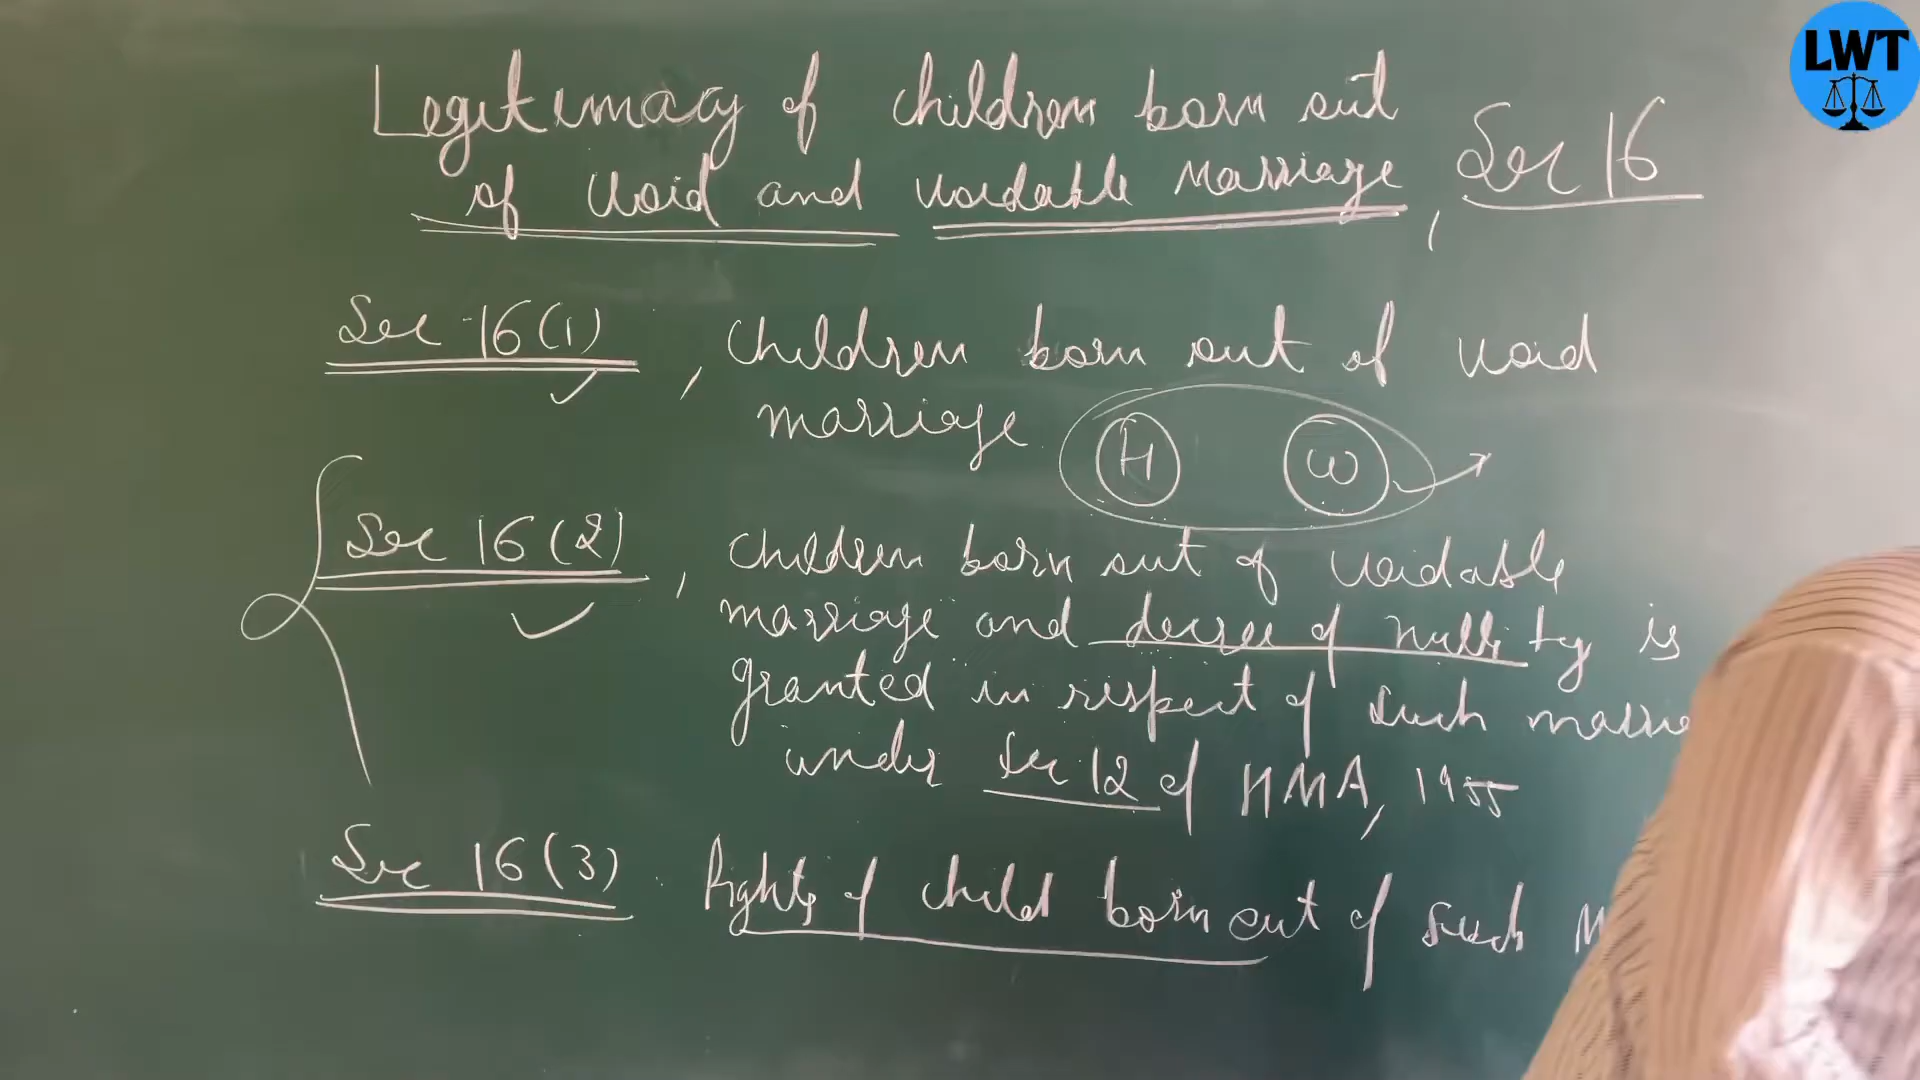 LWT
Legitimacy of children born out
of void and voidable marriage, Sec 16
Sec 16(1), children born out of void
marriage
H W
Sec 16(2), children born out of voidable
marriage and decree of nullity is
granted in respect of such marria
under Sec 12 of HMA, 1955
Sec 16(3) Rights of child born out of such M